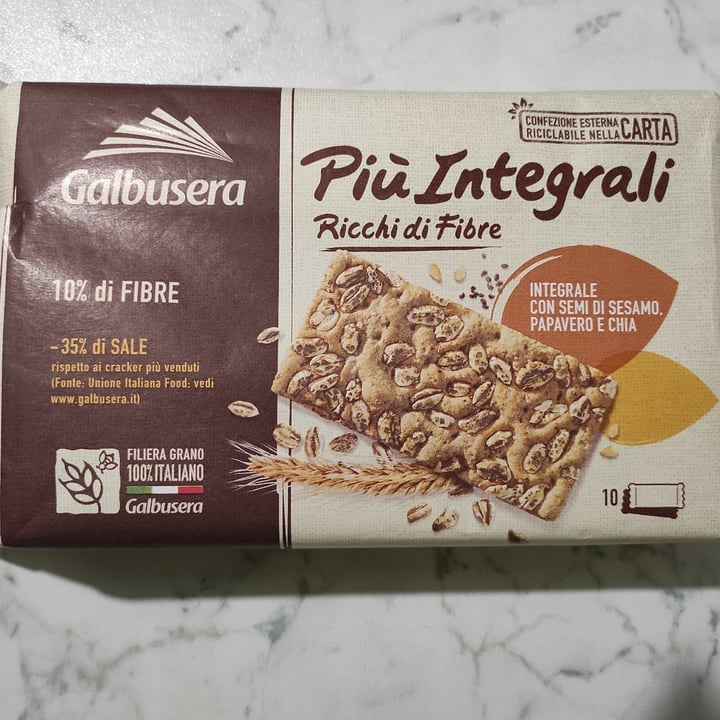 Galbusera
10% di FIBRE
-35% di SALE
rispetto ai cracker più venduti
(Fonte: Unione Italiana Food; vedi
www.galbusera.it)
FILIERA GRANO
100% ITALIANO
Galbusera
CONFEZIONE ESTERNA
RICICLABILE NELLA CARTA
Più Integrali
Ricchi di Fibre
INTEGRALE
CON SEMI DI SESAMO,
PAPAVERO E CHIA
10